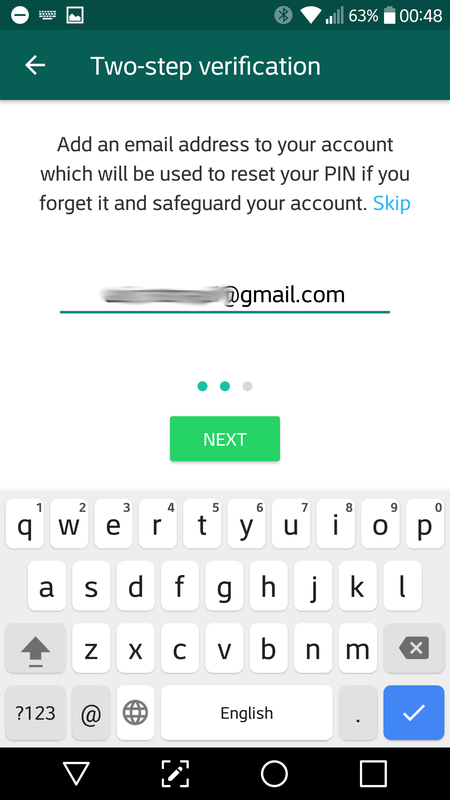 63% 00:48
Two-step verification
Add an email address to your account
which will be used to reset your PIN if you
forget it and safeguard your account. Skip
@gmail.com
NEXT
1 2 3 4 5 6 7 8 9 0
q w e r t y u i o p
a s d f g h j k l
z x c v b n m
?123 @ English .